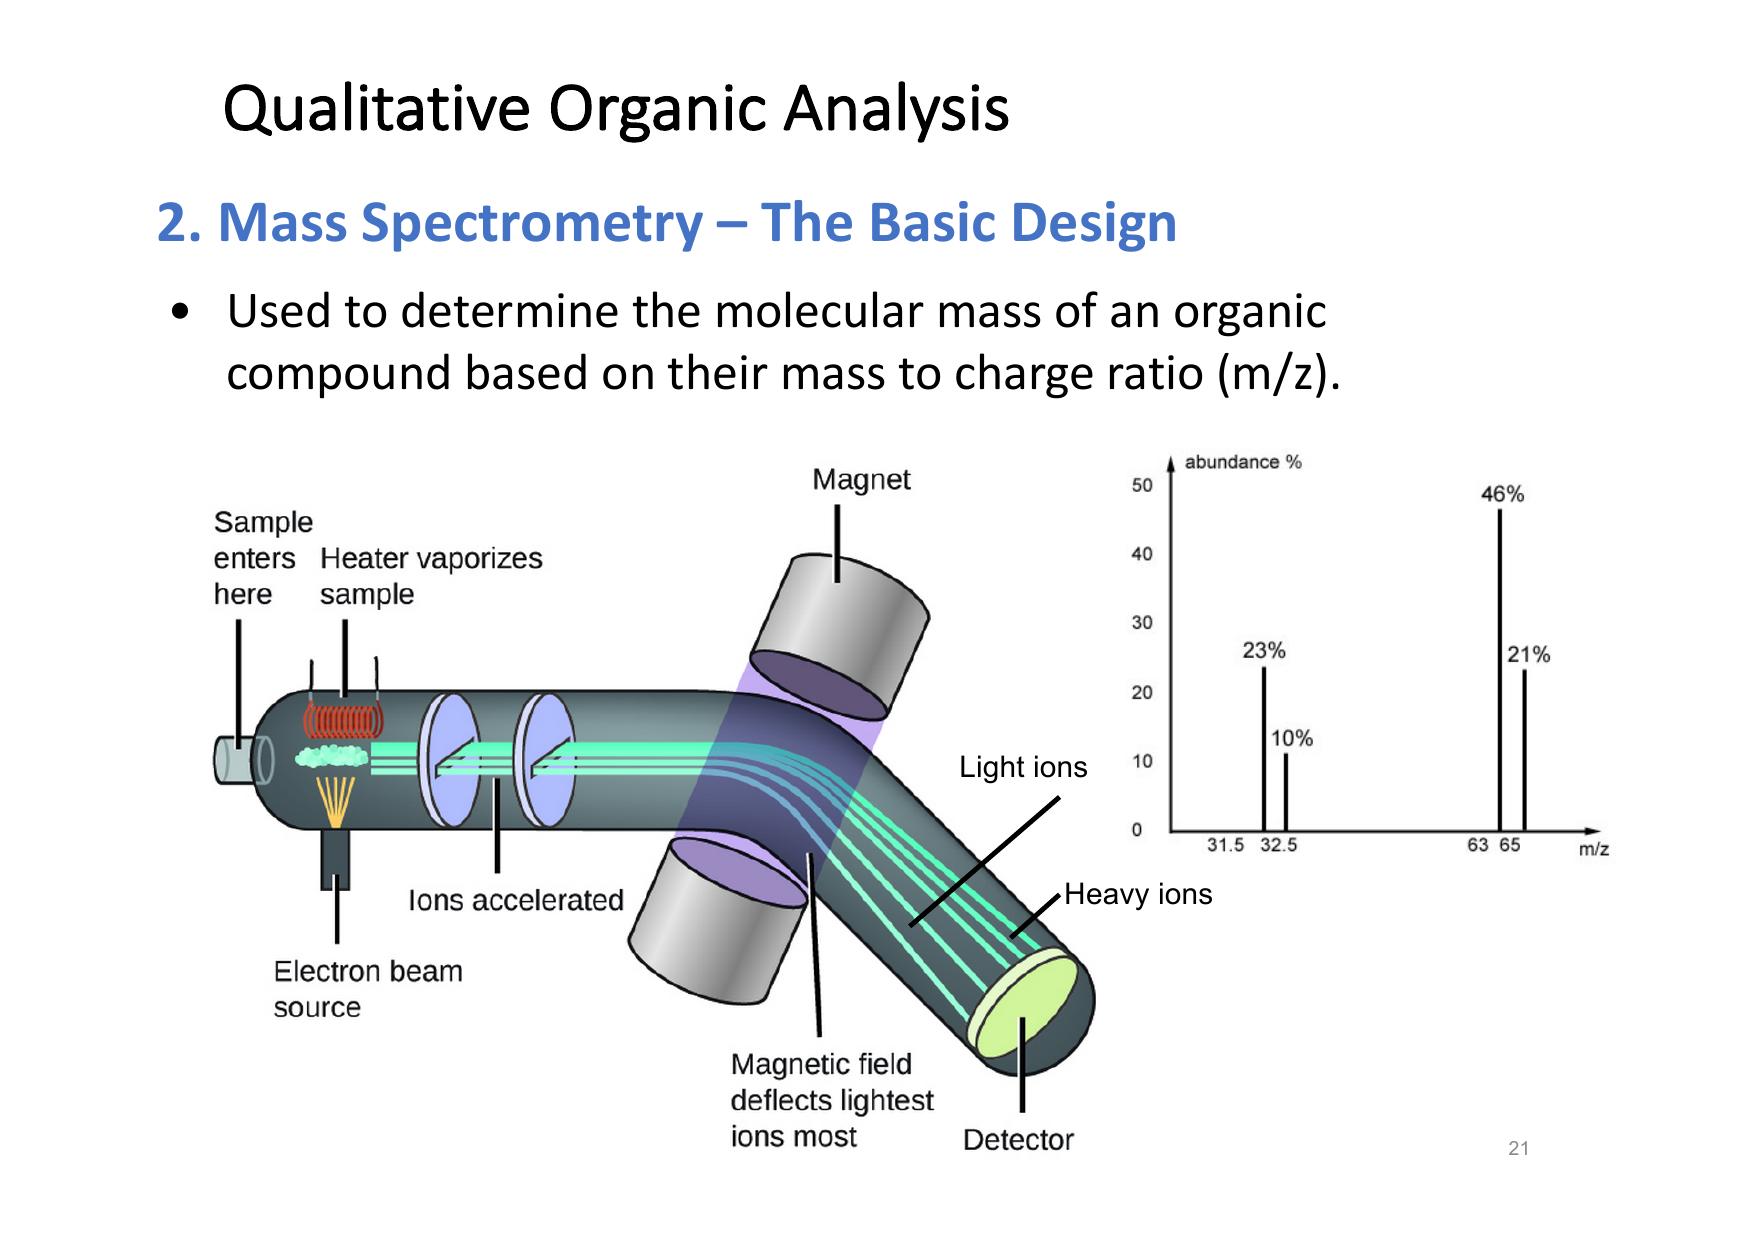 Qualitative Organic Analysis
2. Mass Spectrometry – The Basic Design
• Used to determine the molecular mass of an organic
compound based on their mass to charge ratio (m/z).
Sample
enters
here
Heater vaporizes
sample
Magnet
Ions accelerated
Electron beam
source
Light ions
Heavy ions
Magnetic field
deflects lightest
ions most
Detector
abundance %
50
40
30
20
10
0
23%
10%
46%
21%
31.5 32.5
63 65
m/z
21